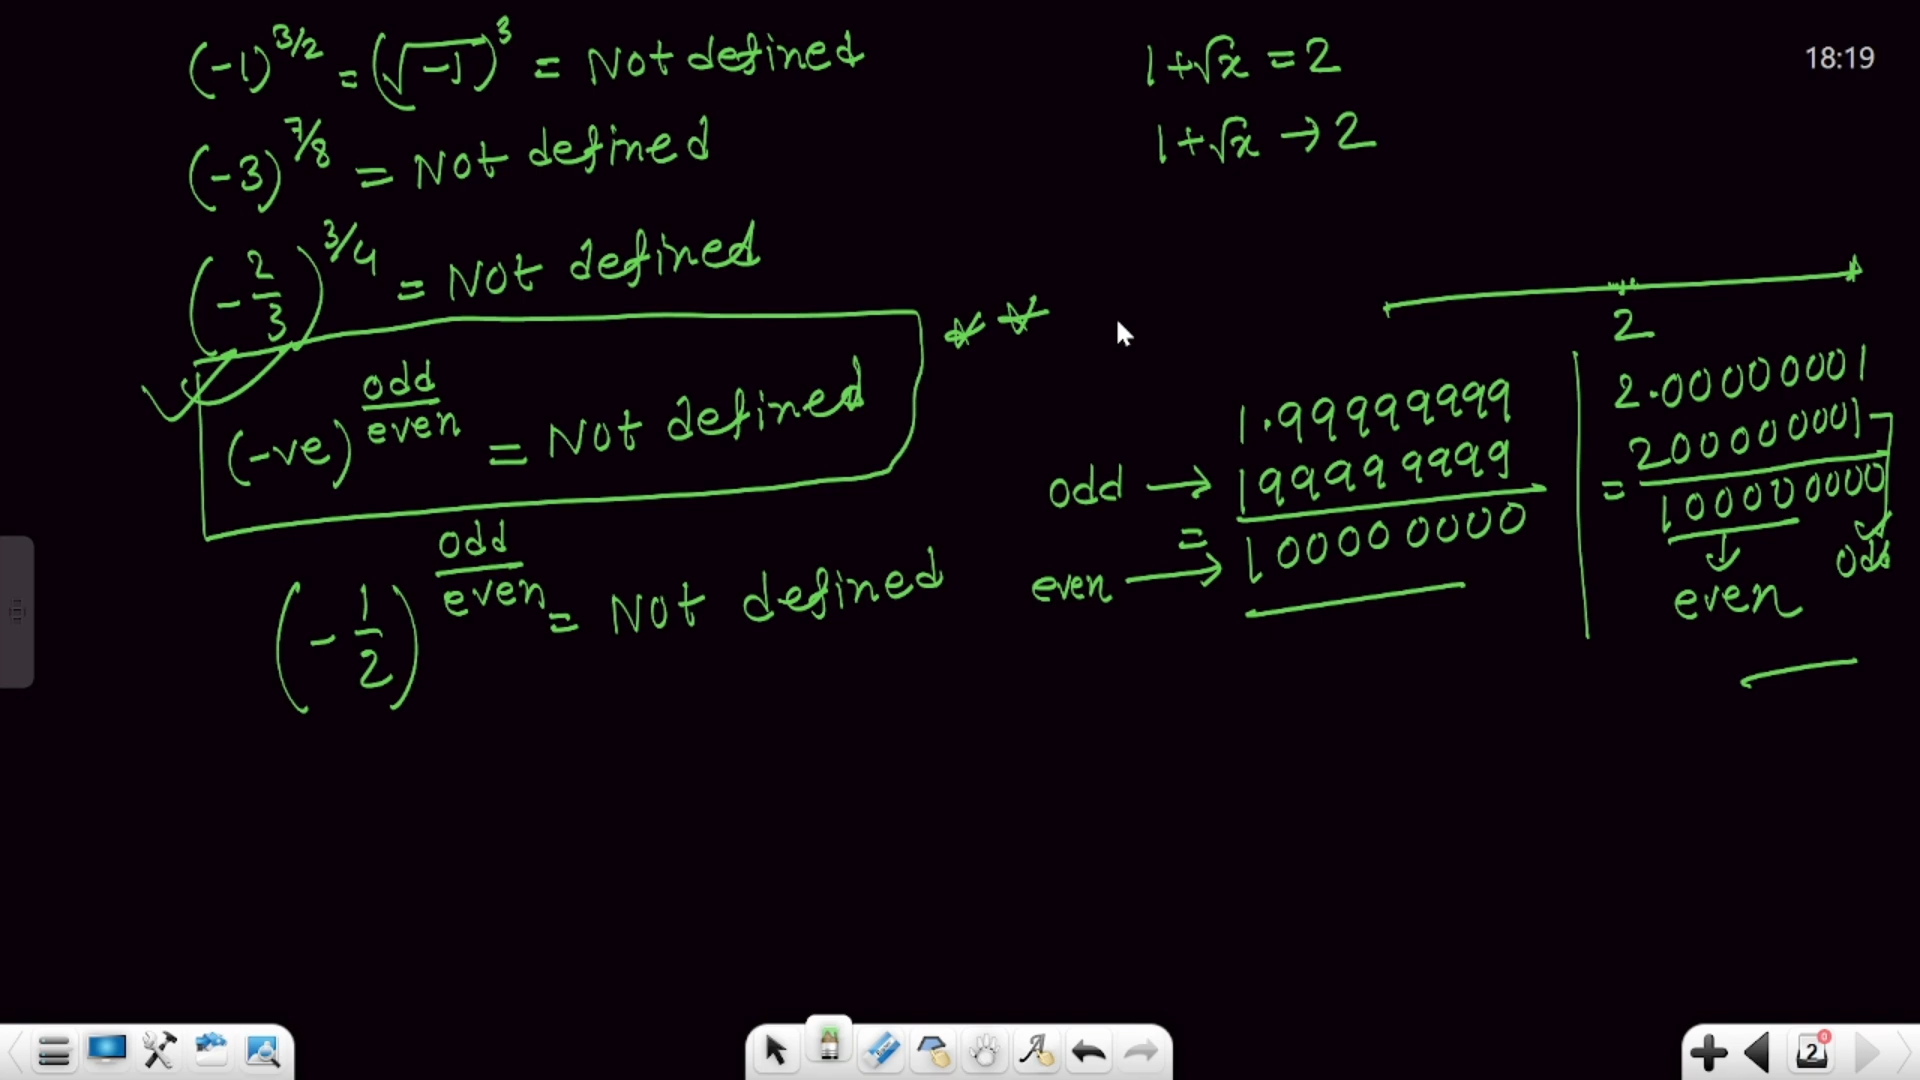 (-1)^3/2 = (√-1)^3 = Not defined
(-3)^7/8 = Not defined
(-2/3)^3/4 = Not defined
(-ve)^odd/even = Not defined
(-1/2)^odd/even = Not defined
1+√x = 2
1+√x → 2
18:19
2
1.99999999
odd → 199999999
=
even → 100000000
2.00000001
200000001
= 100000000
even
odd
2
0